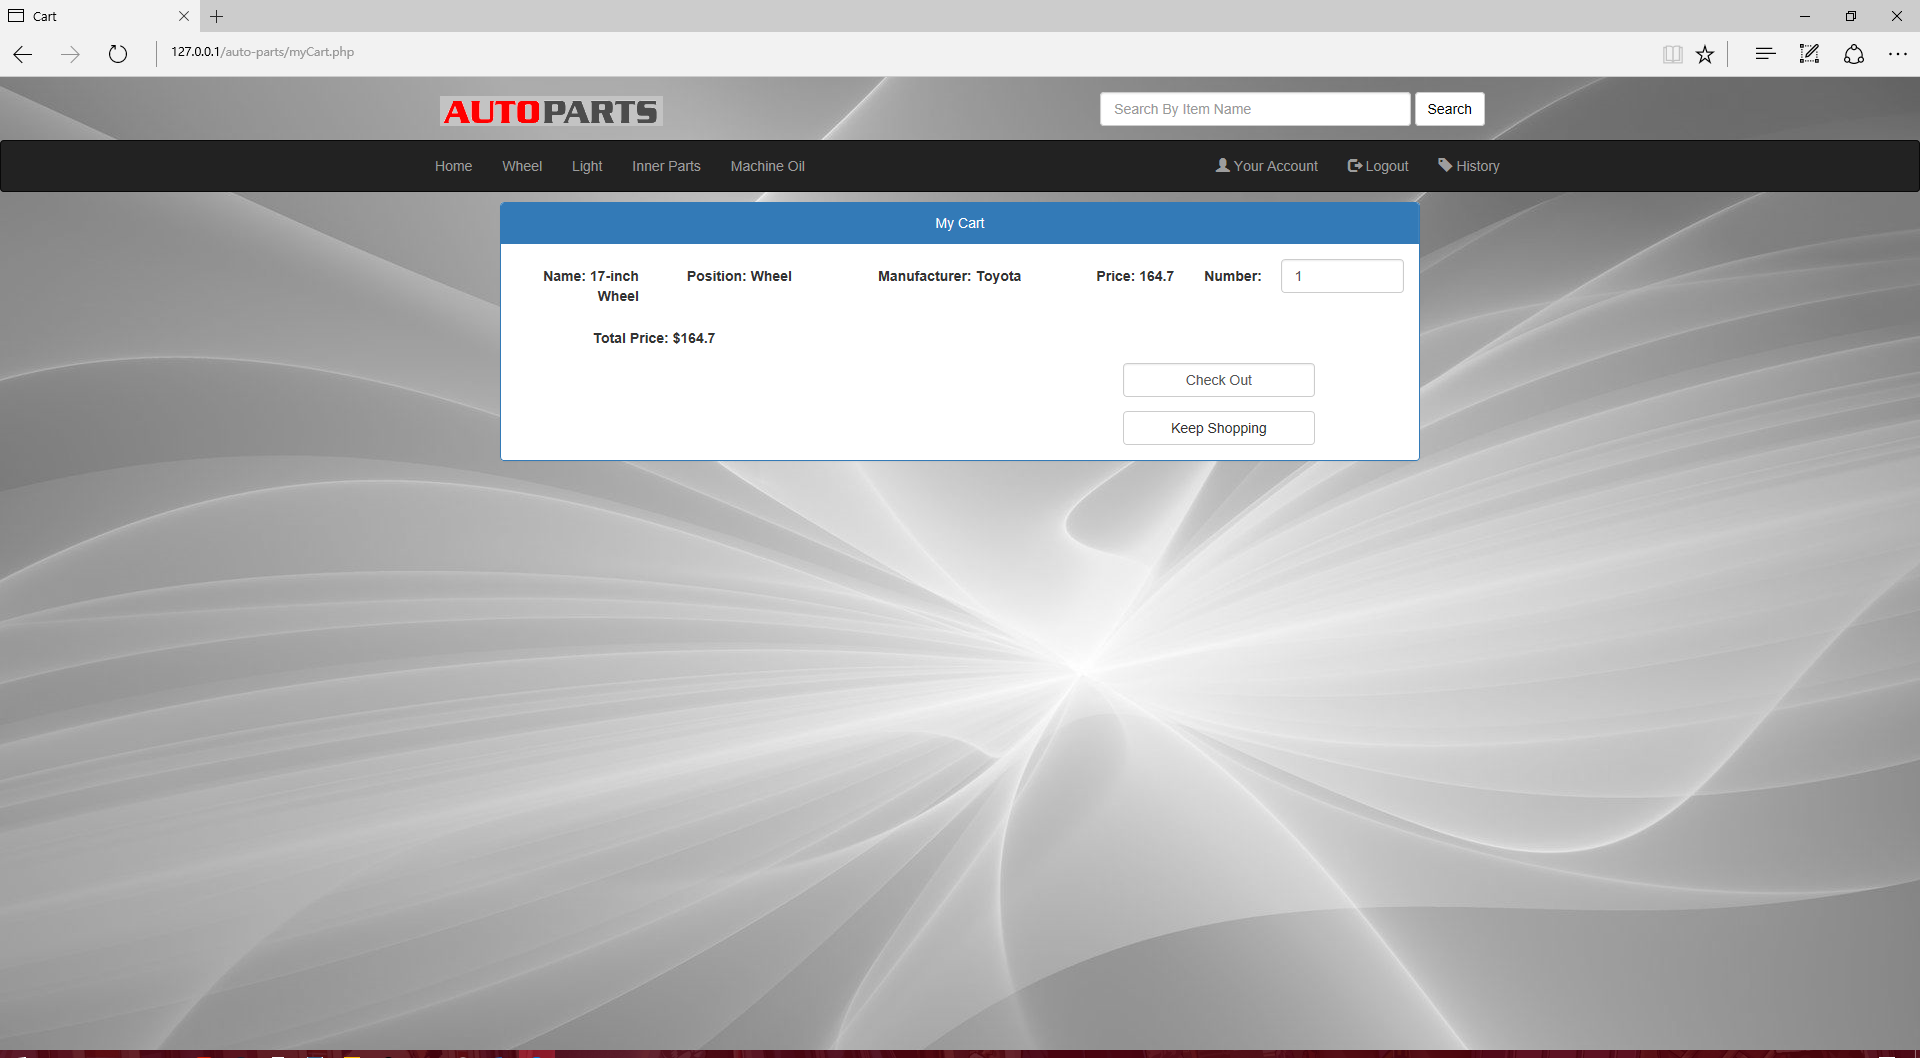 Cart
127.0.0.1/auto-parts/myCart.php
AUTOPARTS
Search By Item Name
Search
Home Wheel Light Inner Parts Machine Oil Your Account Logout History
My Cart
Name: 17-inch Position: Wheel Manufacturer: Toyota Price: 164.7 Number: 1
Wheel
Total Price: $164.7
Check Out
Keep Shopping